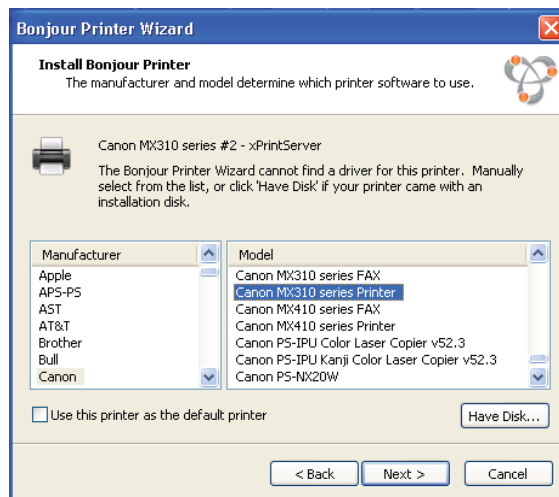 Bonjour Printer Wizard
Install Bonjour Printer
The manufacturer and model determine which printer software to use.
Canon MX310 series #2 - xPrintServer
The Bonjour Printer Wizard cannot find a driver for this printer. Manually
select from the list, or click 'Have Disk' if your printer came with an
installation disk.
Manufacturer
Apple
APS-PS
AST
AT&T
Brother
Bull
Canon
Model
Canon MX310 series FAX
Canon MX310 series Printer
Canon MX410 series FAX
Canon MX410 series Printer
Canon PS-IPU Color Laser Copier v52.3
Canon PS-IPU Kanji Color Laser Copier v52.3
Canon PS-NX20W
Use this printer as the default printer
Have Disk...
< Back
Next >
Cancel